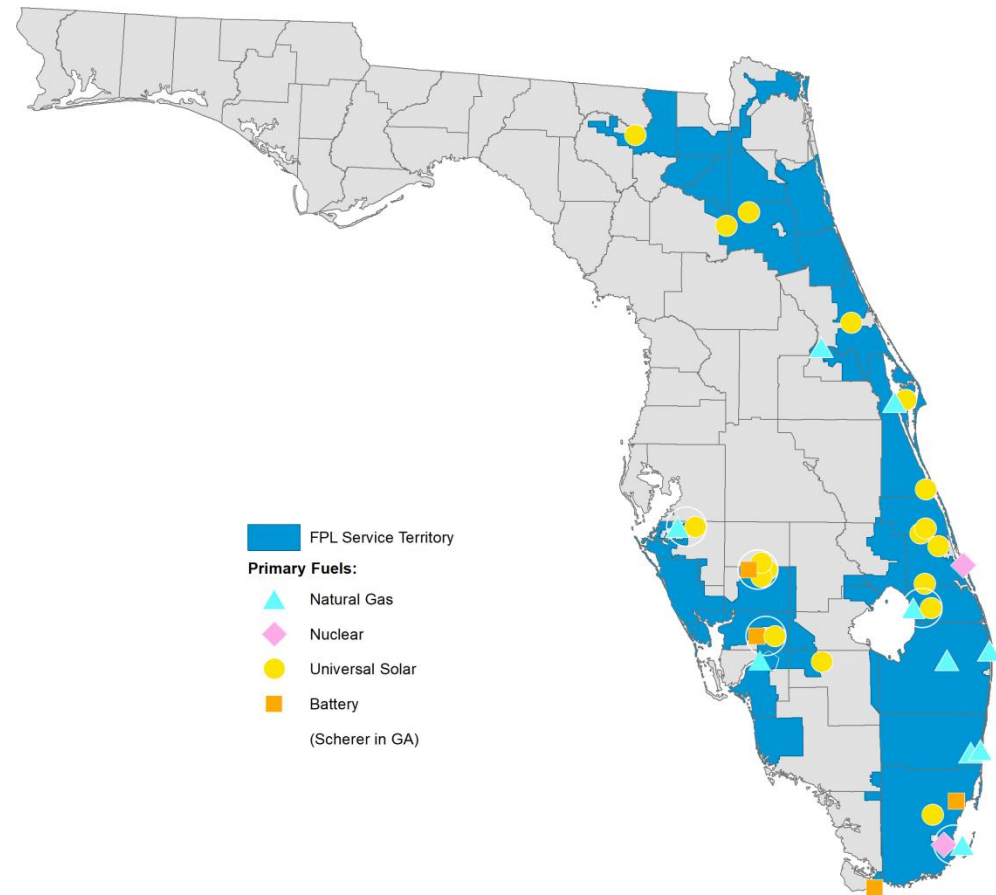 FPL Service Territory
Primary Fuels:
Natural Gas
Nuclear
Universal Solar
Battery
(Scherer in GA)